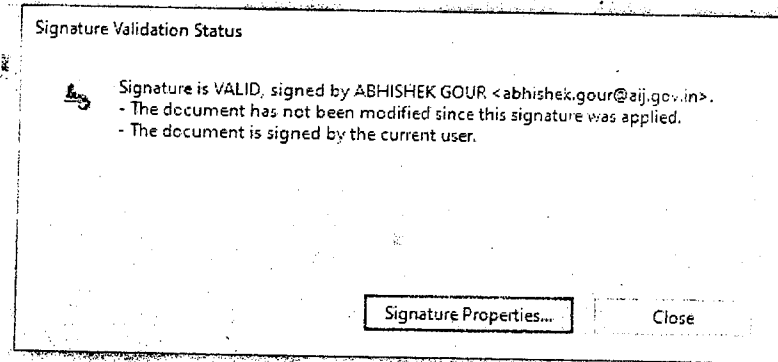 Signature Validation Status
Signature is VALID, signed by ABHISHEK GOUR <abhishek.gour@aij.gov.in>.
- The document has not been modified since this signature was applied.
- The document is signed by the current user.
Signature Properties...
Close